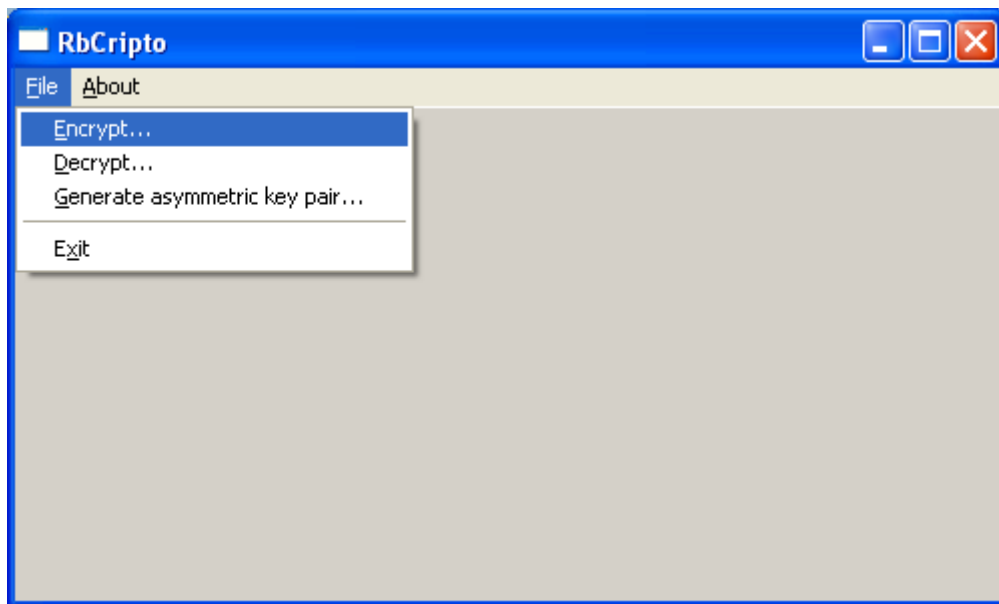 RbCripto
File About
Encrypt...
Decrypt...
Generate asymmetric key pair...
Exit